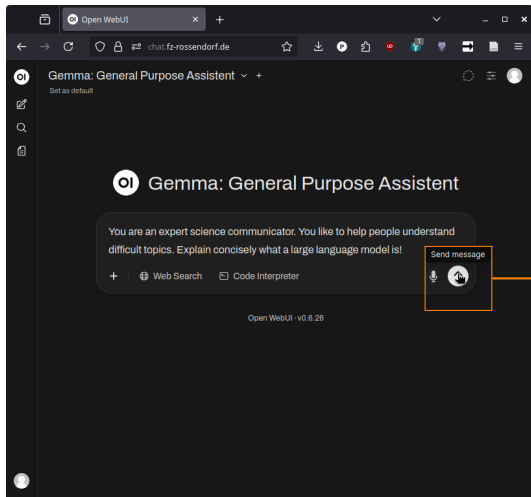 OI Open WebUI × +
chat.fz-rossendorf.de
OI Gemma: General Purpose Assistent +
Set as default
OI Gemma: General Purpose Assistent
You are an expert science communicator. You like to help people understand
difficult topics. Explain concisely what a large language model is!
Send message
+ Web Search Code Interpreter
Open WebUI · v0.6.26